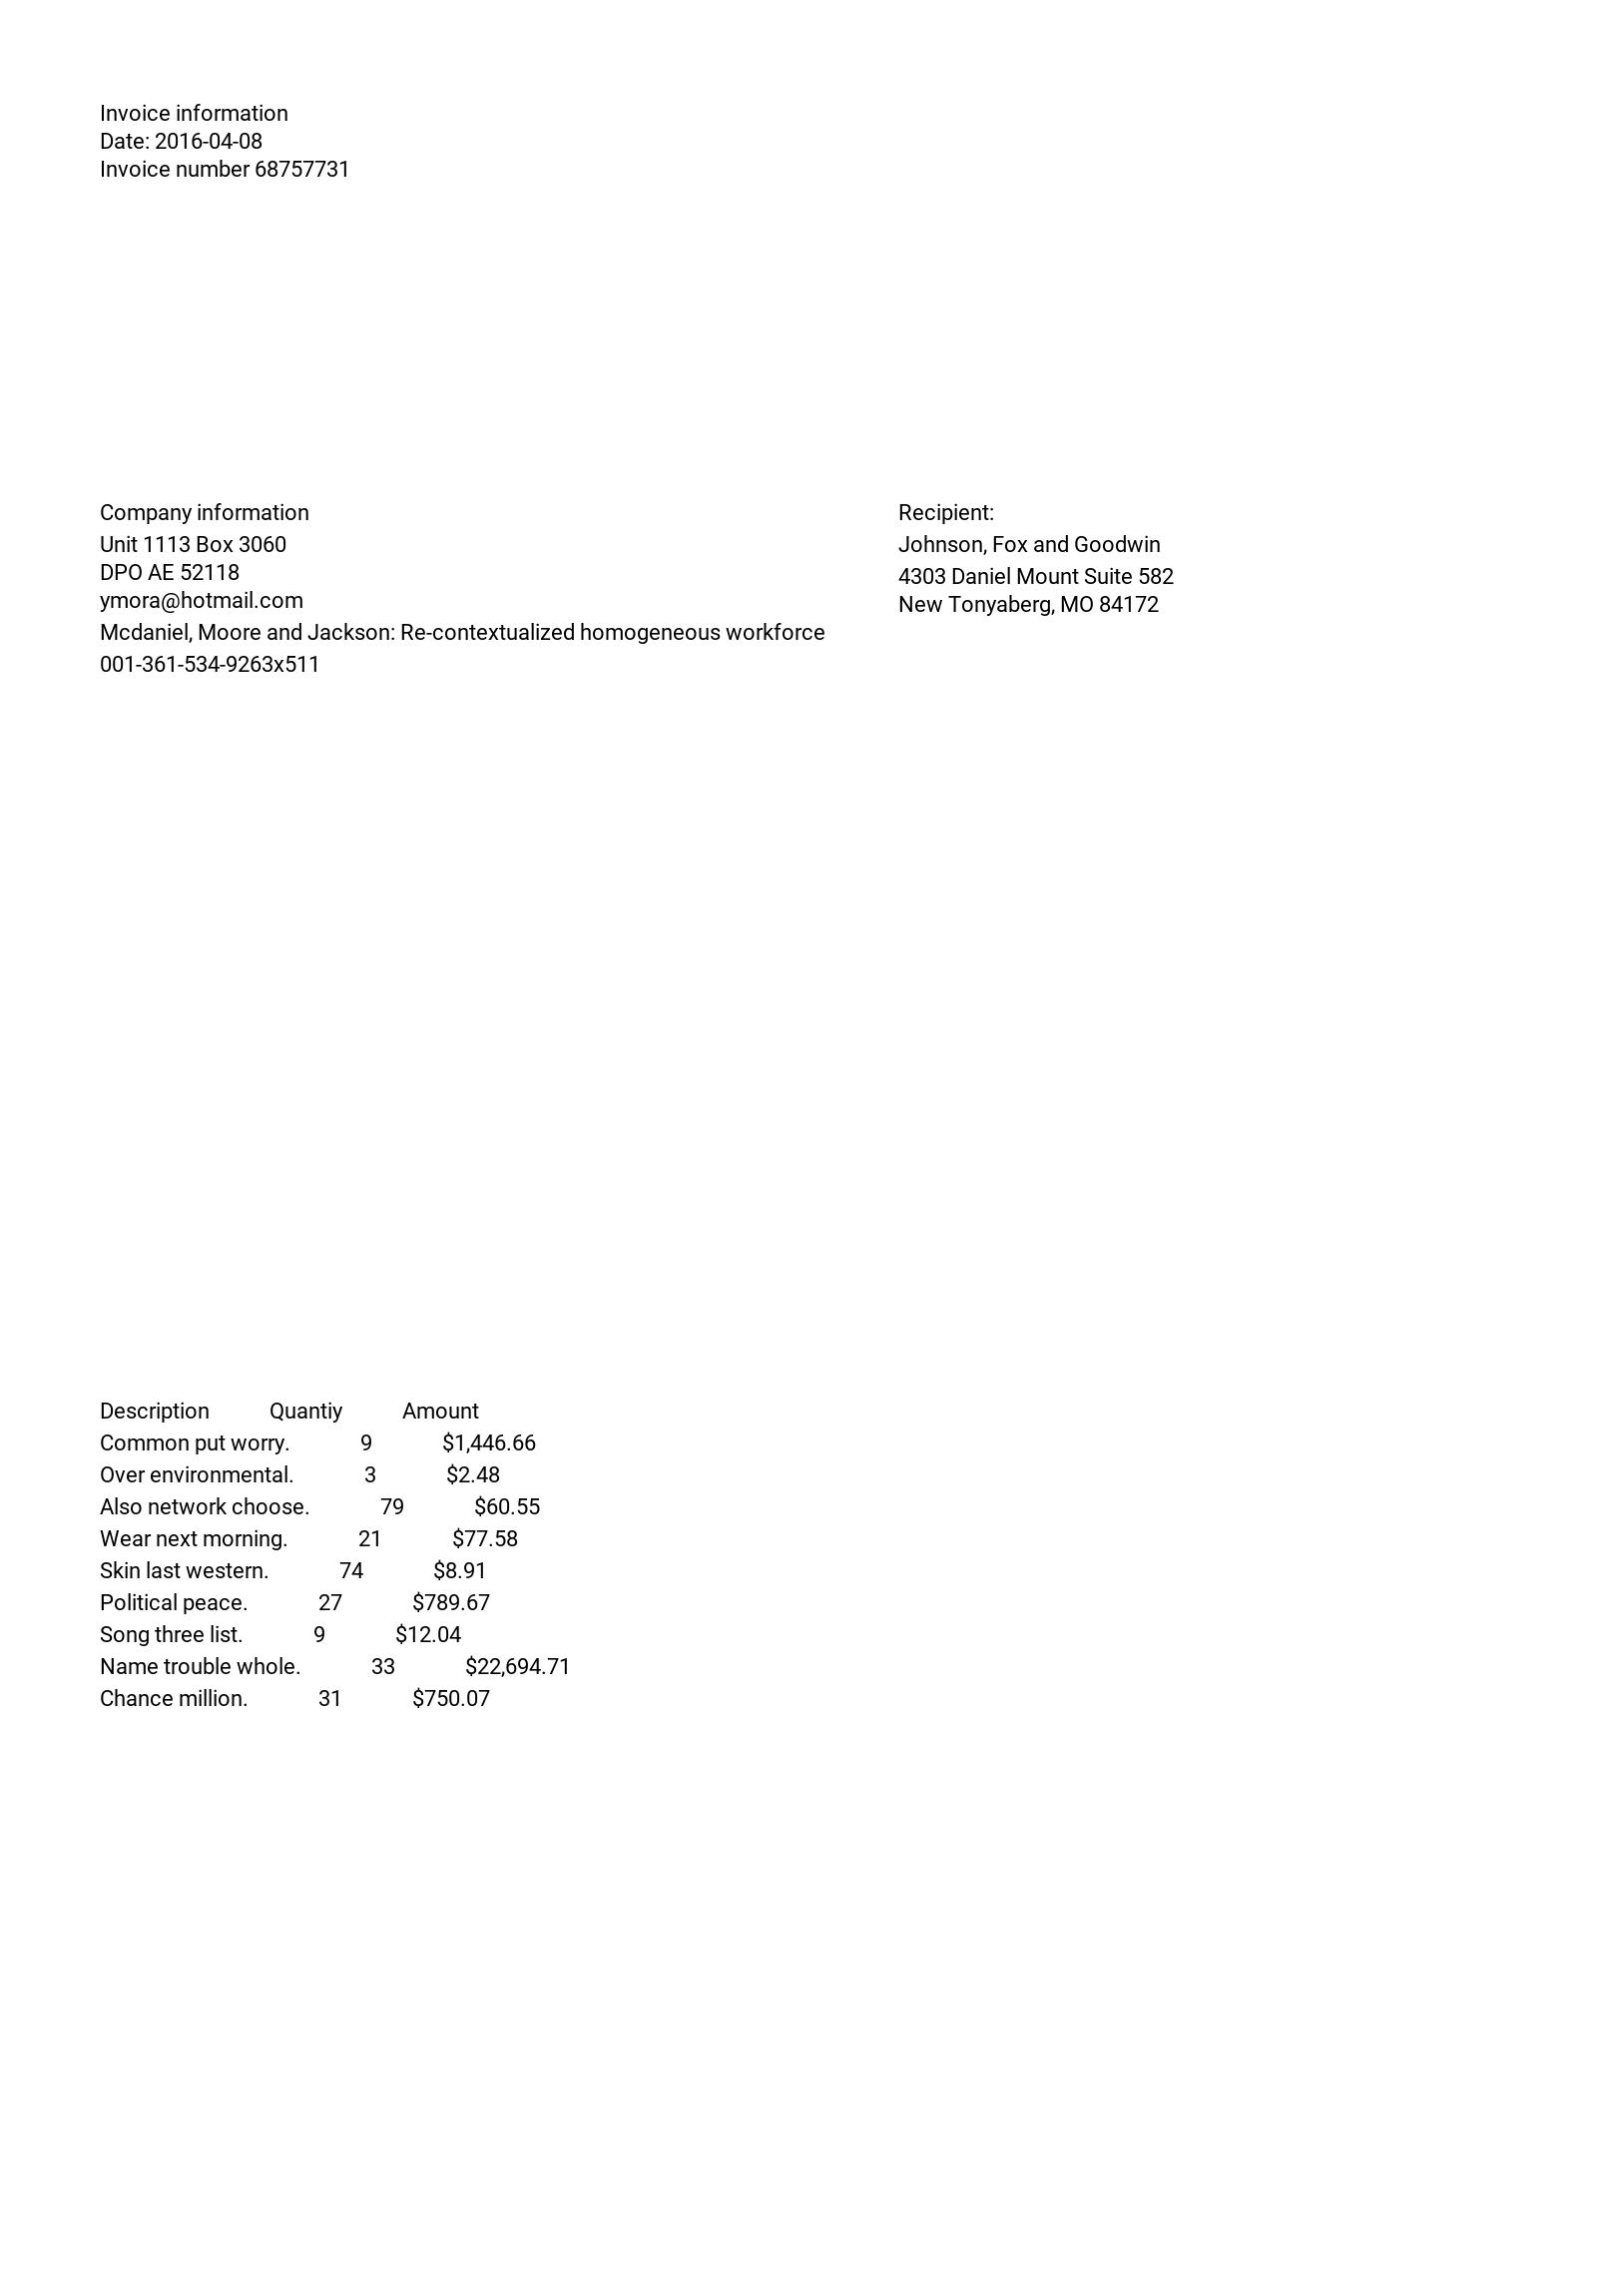 Invoice information
Date: 2016-04-08
Invoice number 68757731
Company information
Unit 1113 Box 3060
DPO AE 52118
ymora@hotmail.com
Mcdaniel, Moore and Jackson: Re-contextualized homogeneous workforce
001-361-534-9263x511
Recipient:
Johnson, Fox and Goodwin
4303 Daniel Mount Suite 582
New Tonyaberg, MO 84172
Description Quantiy Amount
Common put worry. 9 $1,446.66
Over environmental. 3 $2.48
Also network choose. 79 $60.55
Wear next morning. 21 $77.58
Skin last western. 74 $8.91
Political peace. 27 $789.67
Song three list. 9 $12.04
Name trouble whole. 33 $22,694.71
Chance million. 31 $750.07